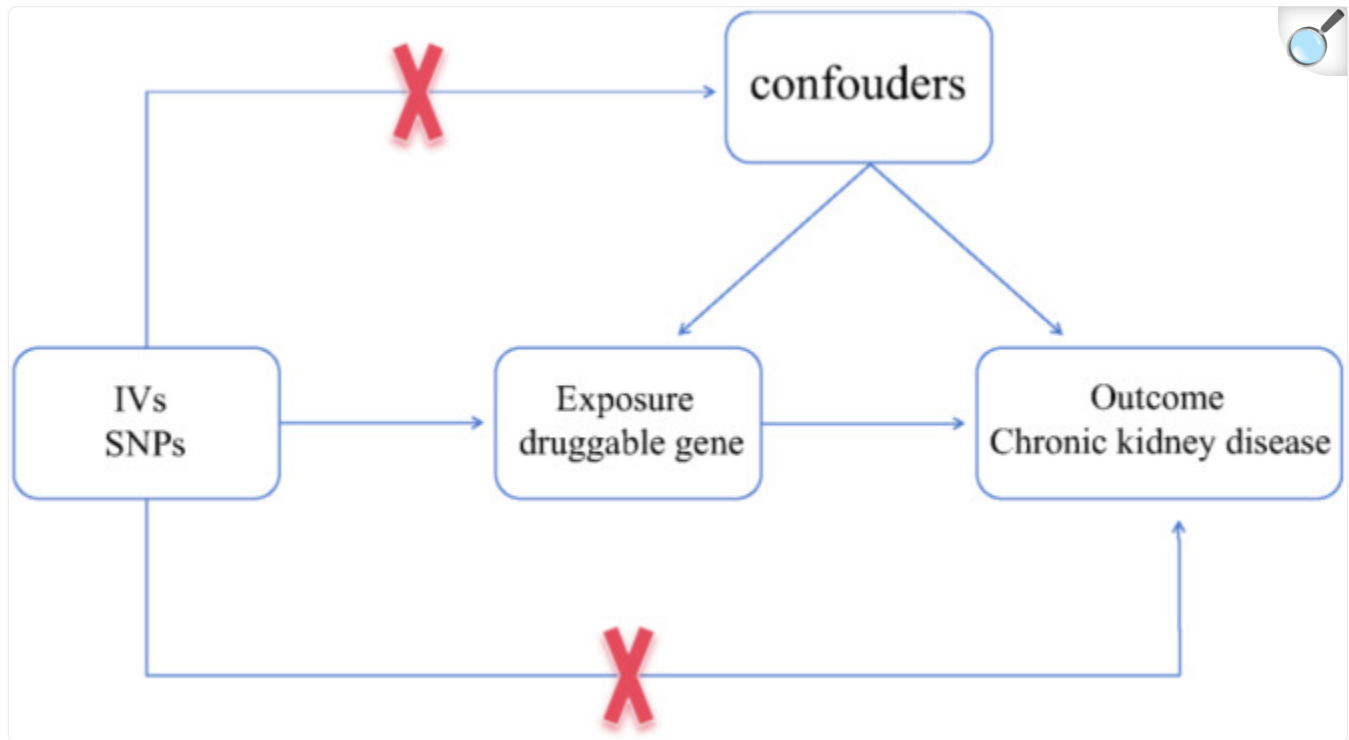 confouders
IVs
SNPs
Exposure
druggable gene
Outcome
Chronic kidney disease